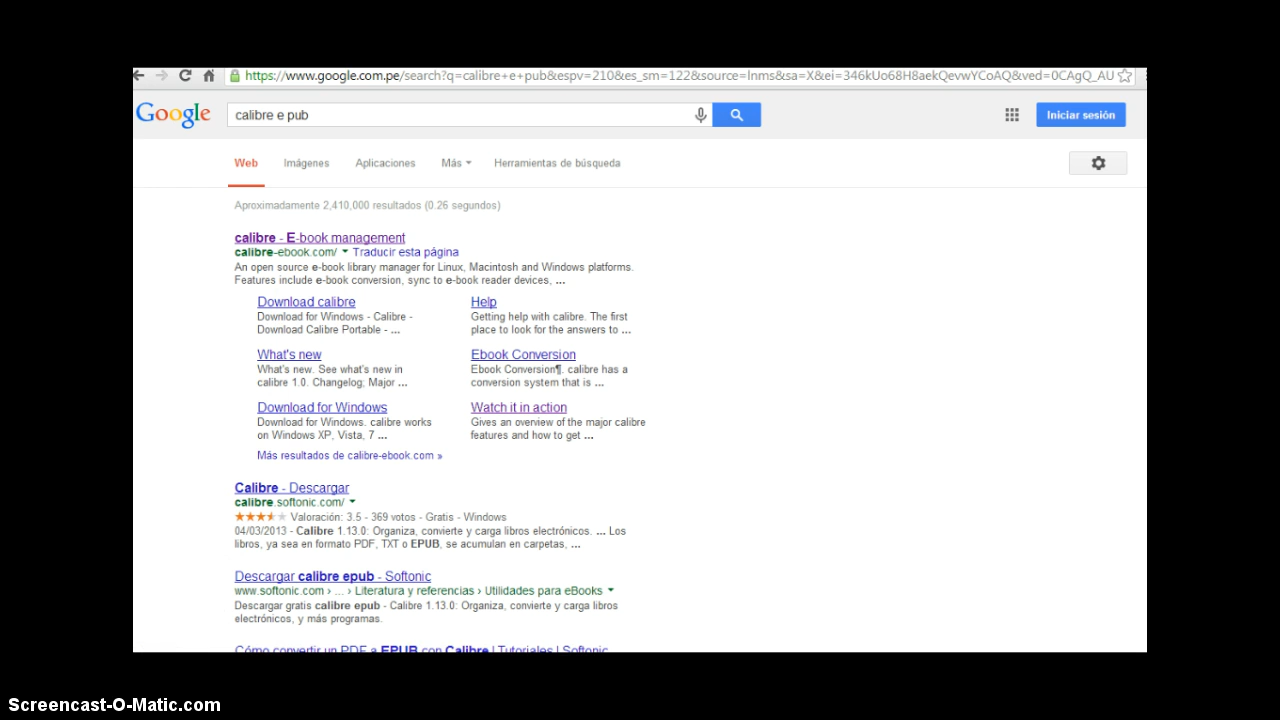 https://www.google.com.pe/search?q=calibre+e+pub&espv=210&es_sm=122&source=lnms&sa=X&ei=346kUo68H8aekQevwYCoAQ&ved=0CAgQ_AU
Google calibre e pub Iniciar sesión
Web Imágenes Aplicaciones Más Herramientas de búsqueda
Aproximadamente 2,410,000 resultados (0.26 segundos)
calibre - E-book management
calibre-ebook.com/ Traducir esta página
An open source e-book library manager for Linux, Macintosh and Windows platforms.
Features include e-book conversion, sync to e-book reader devices, ...
Download calibre
Download for Windows - Calibre -
Download Calibre Portable - ...
Help
Getting help with calibre. The first
place to look for the answers to ...
What's new
What's new. See what's new in
calibre 1.0. Changelog; Major ...
Ebook Conversion
Ebook Conversion¶. calibre has a
conversion system that is ...
Download for Windows
Download for Windows. calibre works
on Windows XP, Vista, 7 ...
Watch it in action
Gives an overview of the major calibre
features and how to get ...
Más resultados de calibre-ebook.com »
Calibre - Descargar
calibre.softonic.com/
Valoración: 3.5 - 369 votos - Gratis - Windows
04/03/2013 - Calibre 1.13.0: Organiza, convierte y carga libros electrónicos. ... Los
libros, ya sea en formato PDF, TXT o EPUB, se acumulan en carpetas, ...
Descargar calibre epub - Softonic
www.softonic.com › ... › Literatura y referencias › Utilidades para eBooks
Descargar gratis calibre epub - Calibre 1.13.0: Organiza, convierte y carga libros
electrónicos, y más programas.
Cómo convertir un PDF a EPUB con Calibre | Tutoriales | Softonic
Screencast-O-Matic.com